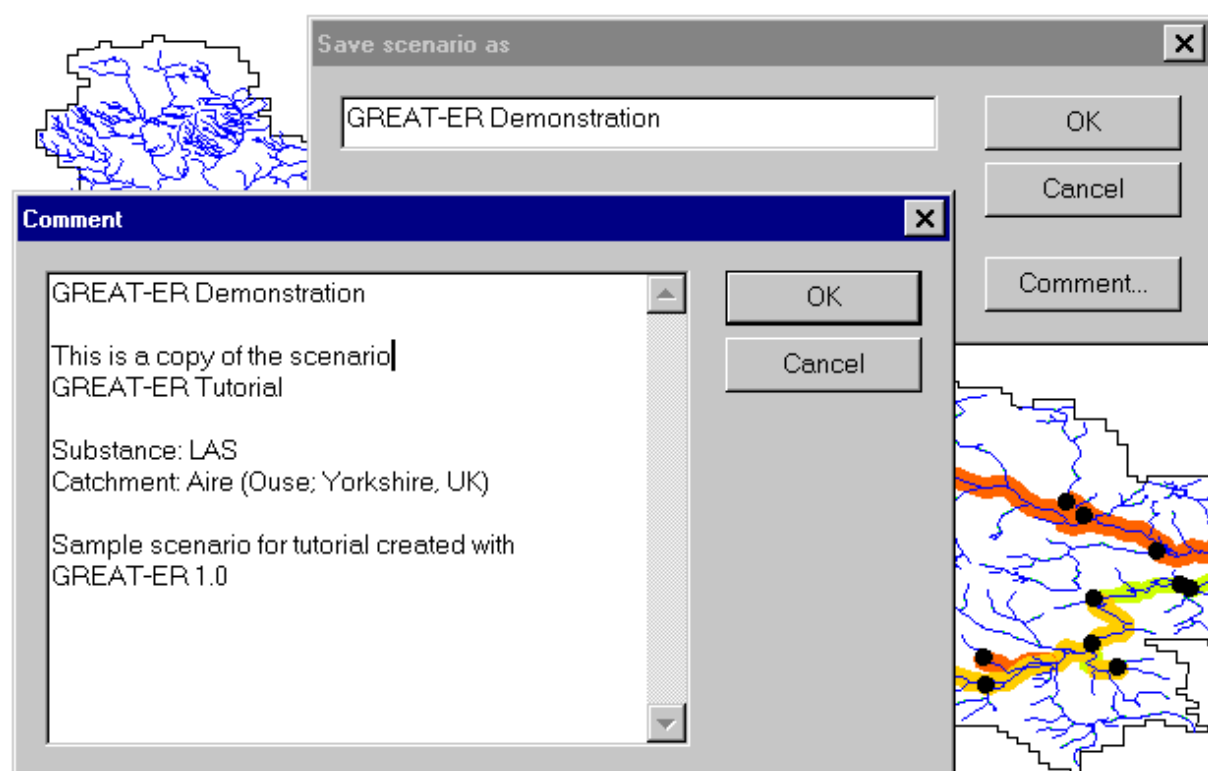 Save scenario as
GREAT-ER Demonstration
OK
Cancel
Comment...
Comment
GREAT-ER Demonstration
This is a copy of the scenario
GREAT-ER Tutorial
Substance: LAS
Catchment: Aire (Ouse; Yorkshire, UK)
Sample scenario for tutorial created with
GREAT-ER 1.0
OK
Cancel